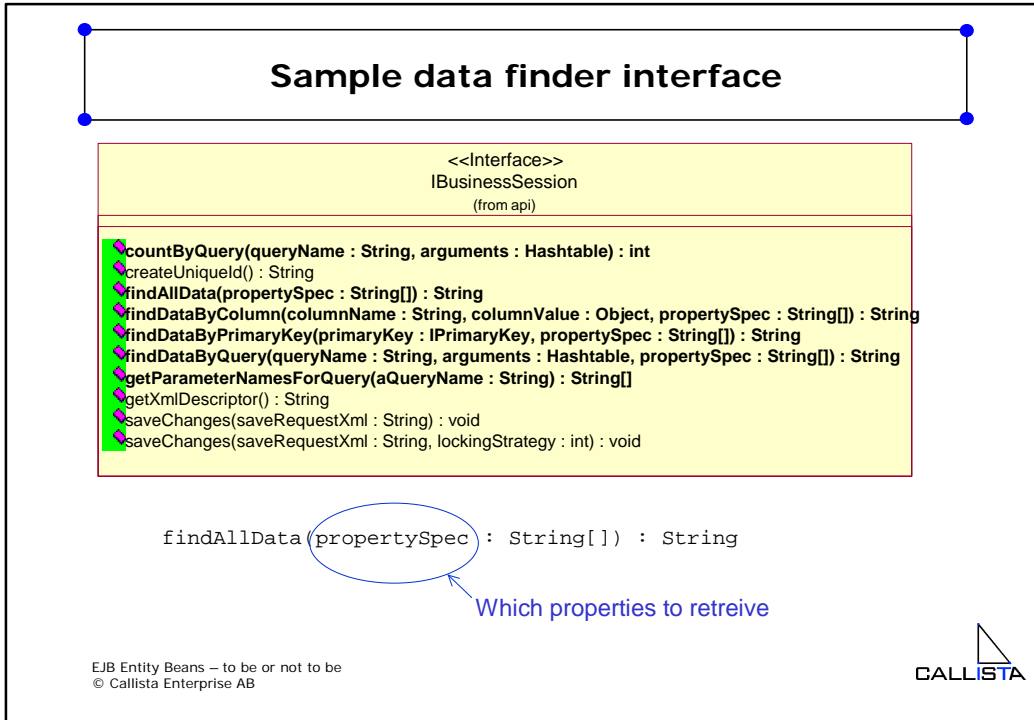 Sample data finder interface
<<Interface>>
IBusinessSession
(from api)
countByQuery(queryName : String, arguments : Hashtable) : int
createUniqueId() : String
findAllData(propertySpec : String[]) : String
findDataByColumn(columnName : String, columnValue : Object, propertySpec : String[]) : String
findDataByPrimaryKey(primaryKey : IPrimaryKey, propertySpec : String[]) : String
findDataByQuery(queryName : String, arguments : Hashtable, propertySpec : String[]) : String
getParameterNamesForQuery(aQueryName : String) : String[]
getXmlDescriptor() : String
saveChanges(saveRequestXml : String) : void
saveChanges(saveRequestXml : String, lockingStrategy : int) : void
findAllData(propertySpec : String[]) : String
Which properties to retreive
EJB Entity Beans – to be or not to be
© Callista Enterprise AB
CALLISTA